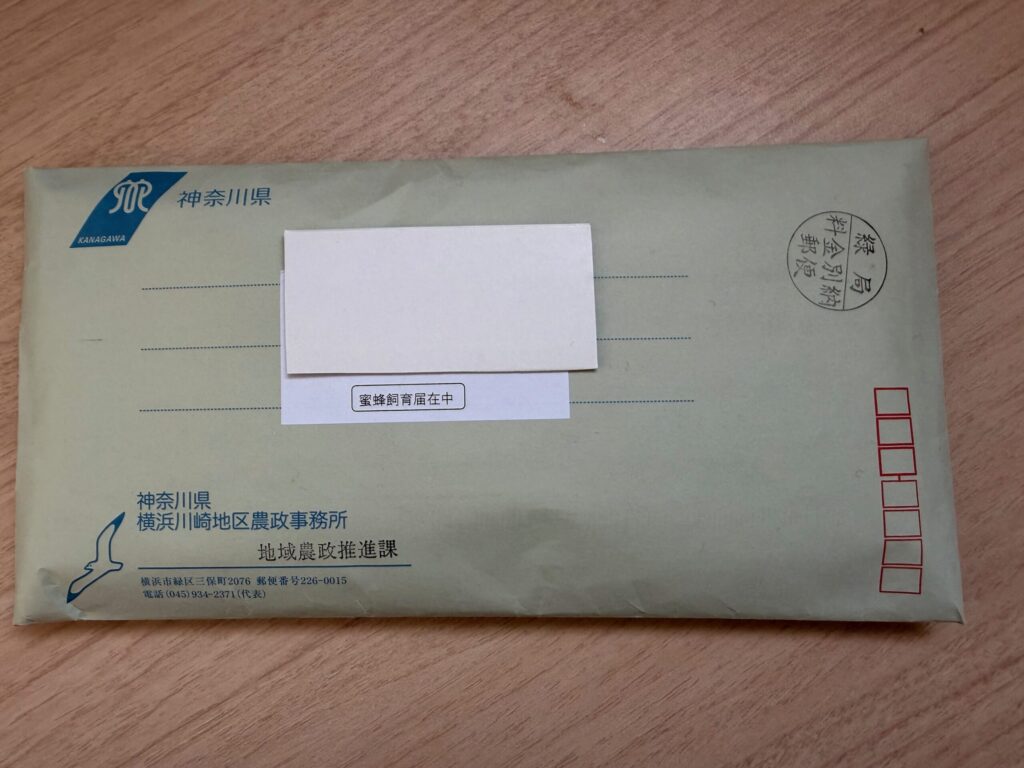 KANAGAWA
神奈川県
緑局
料金別納
郵便
蜜蜂飼育届在中
神奈川県
横浜川崎地区農政事務所
地域農政推進課
横浜市緑区三保町2076 郵便番号226-0015
電話(045)934-2371(代表)